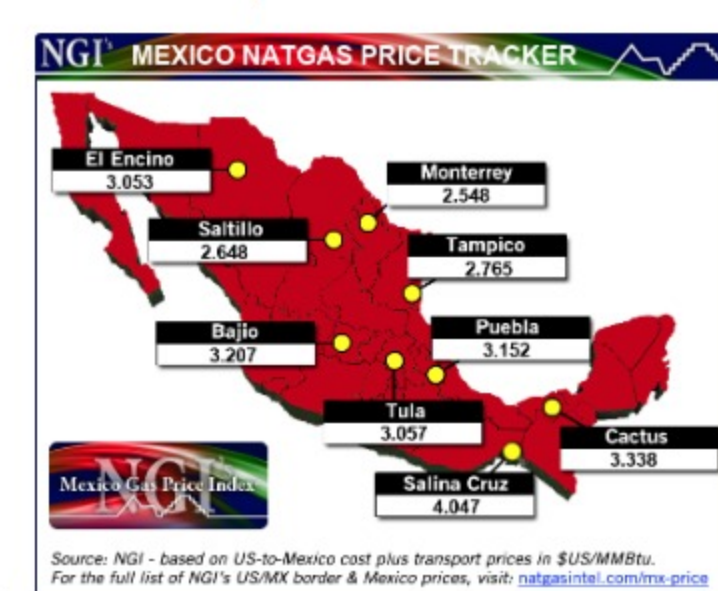 NGI's MEXICO NATGAS PRICE TRACKER
El Encino
3.053
Monterrey
2.548
Saltillo
2.648
Tampico
2.765
Bajio
3.207
Puebla
3.152
Tula
3.057
Cactus
3.338
Salina Cruz
4.047
NGI's
Mexico Gas Price Index
Source: NGI - based on US-to-Mexico cost plus transport prices in $US/MMBtu.
For the full list of NGI's US/MX border & Mexico prices, visit: natgasintel.com/mx-price